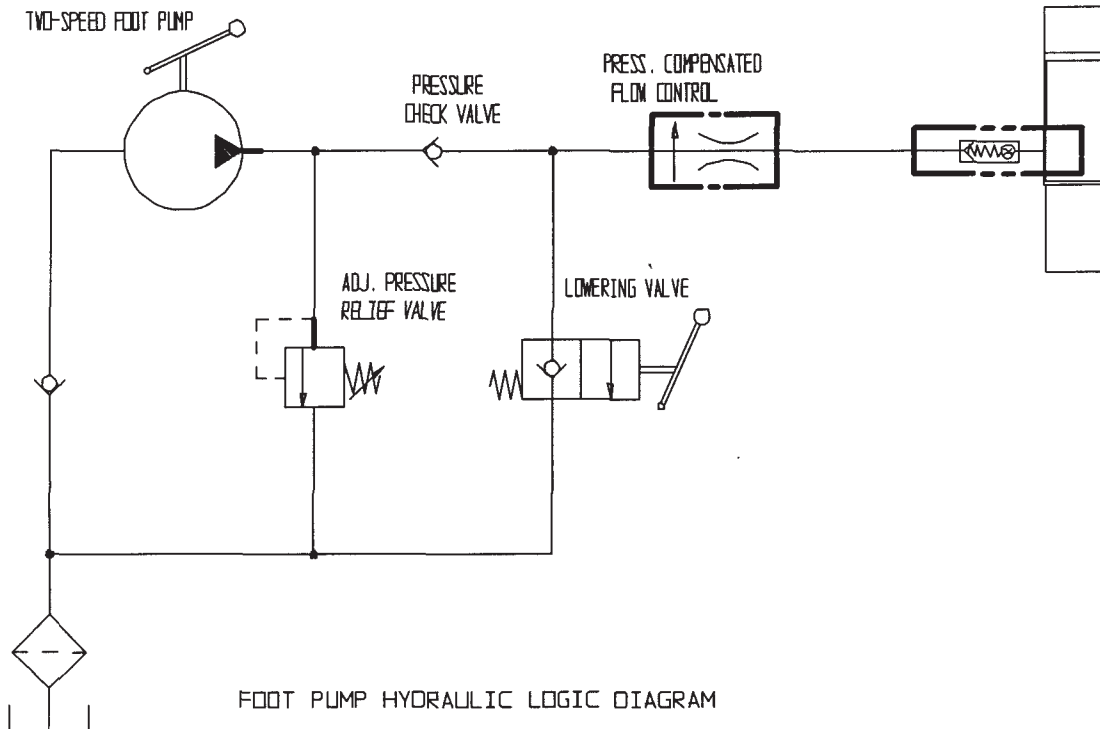 TWO-SPEED FOOT PUMP
PRESSURE
CHECK VALVE
PRESS. COMPENSATED
FLOW CONTROL
ADJ. PRESSURE
RELIEF VALVE
LOWERING VALVE
FOOT PUMP HYDRAULIC LOGIC DIAGRAM